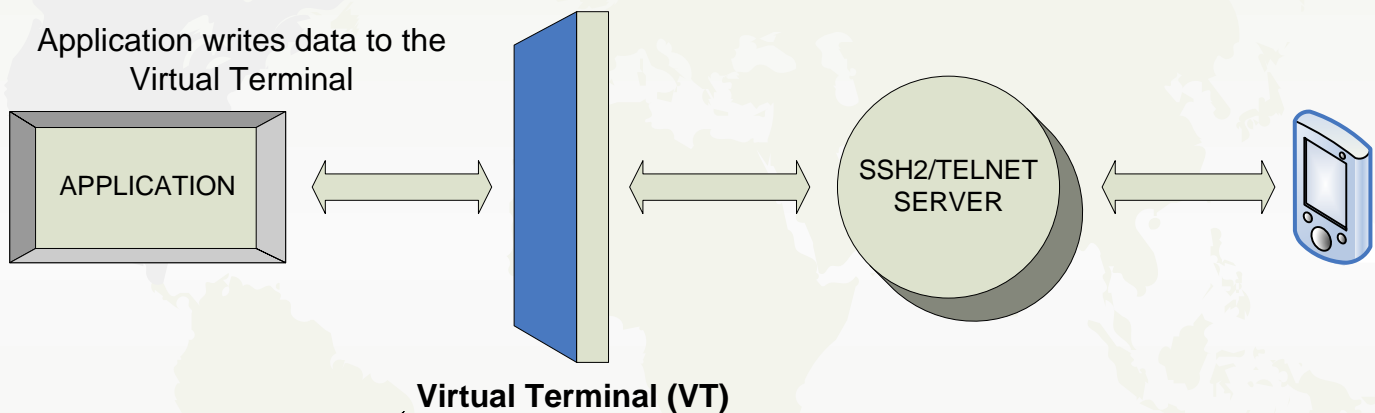 Application writes data to the
Virtual Terminal
APPLICATION
SSH2/TELNET
SERVER
Virtual Terminal (VT)